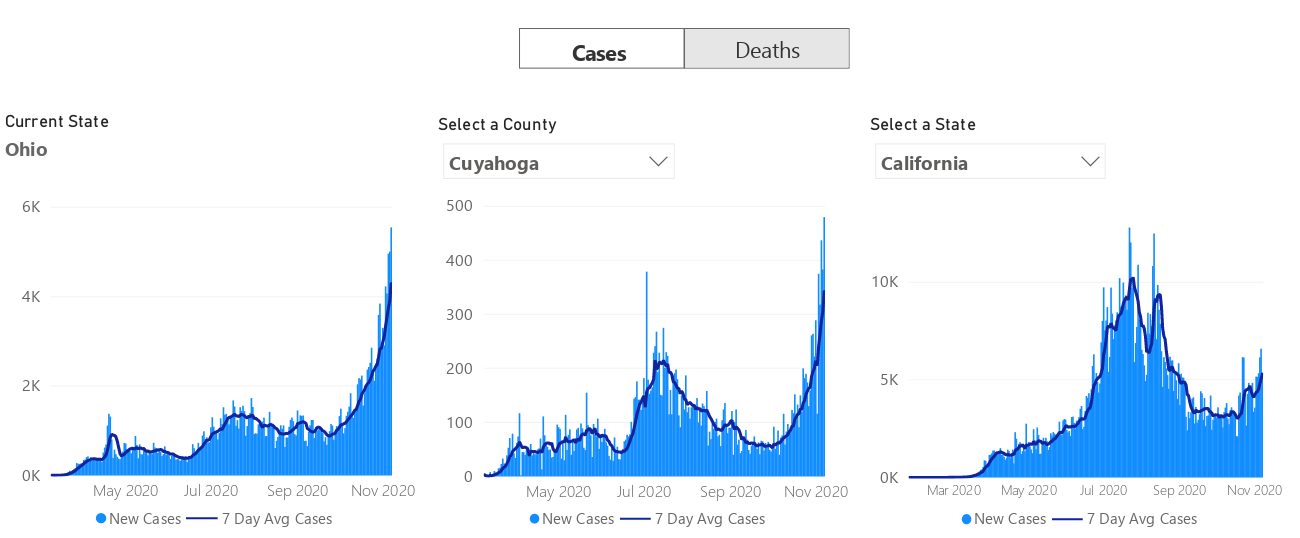 Cases Deaths
Current State
Ohio
6K
4K
2K
0K
May 2020 Jul 2020 Sep 2020 Nov 2020
New Cases 7 Day Avg Cases
Select a County
Cuyahoga
500
400
300
200
100
0
May 2020 Jul 2020 Sep 2020 Nov 2020
New Cases 7 Day Avg Cases
Select a State
California
10K
5K
0K
Mar 2020 May 2020 Jul 2020 Sep 2020 Nov 2020
New Cases 7 Day Avg Cases